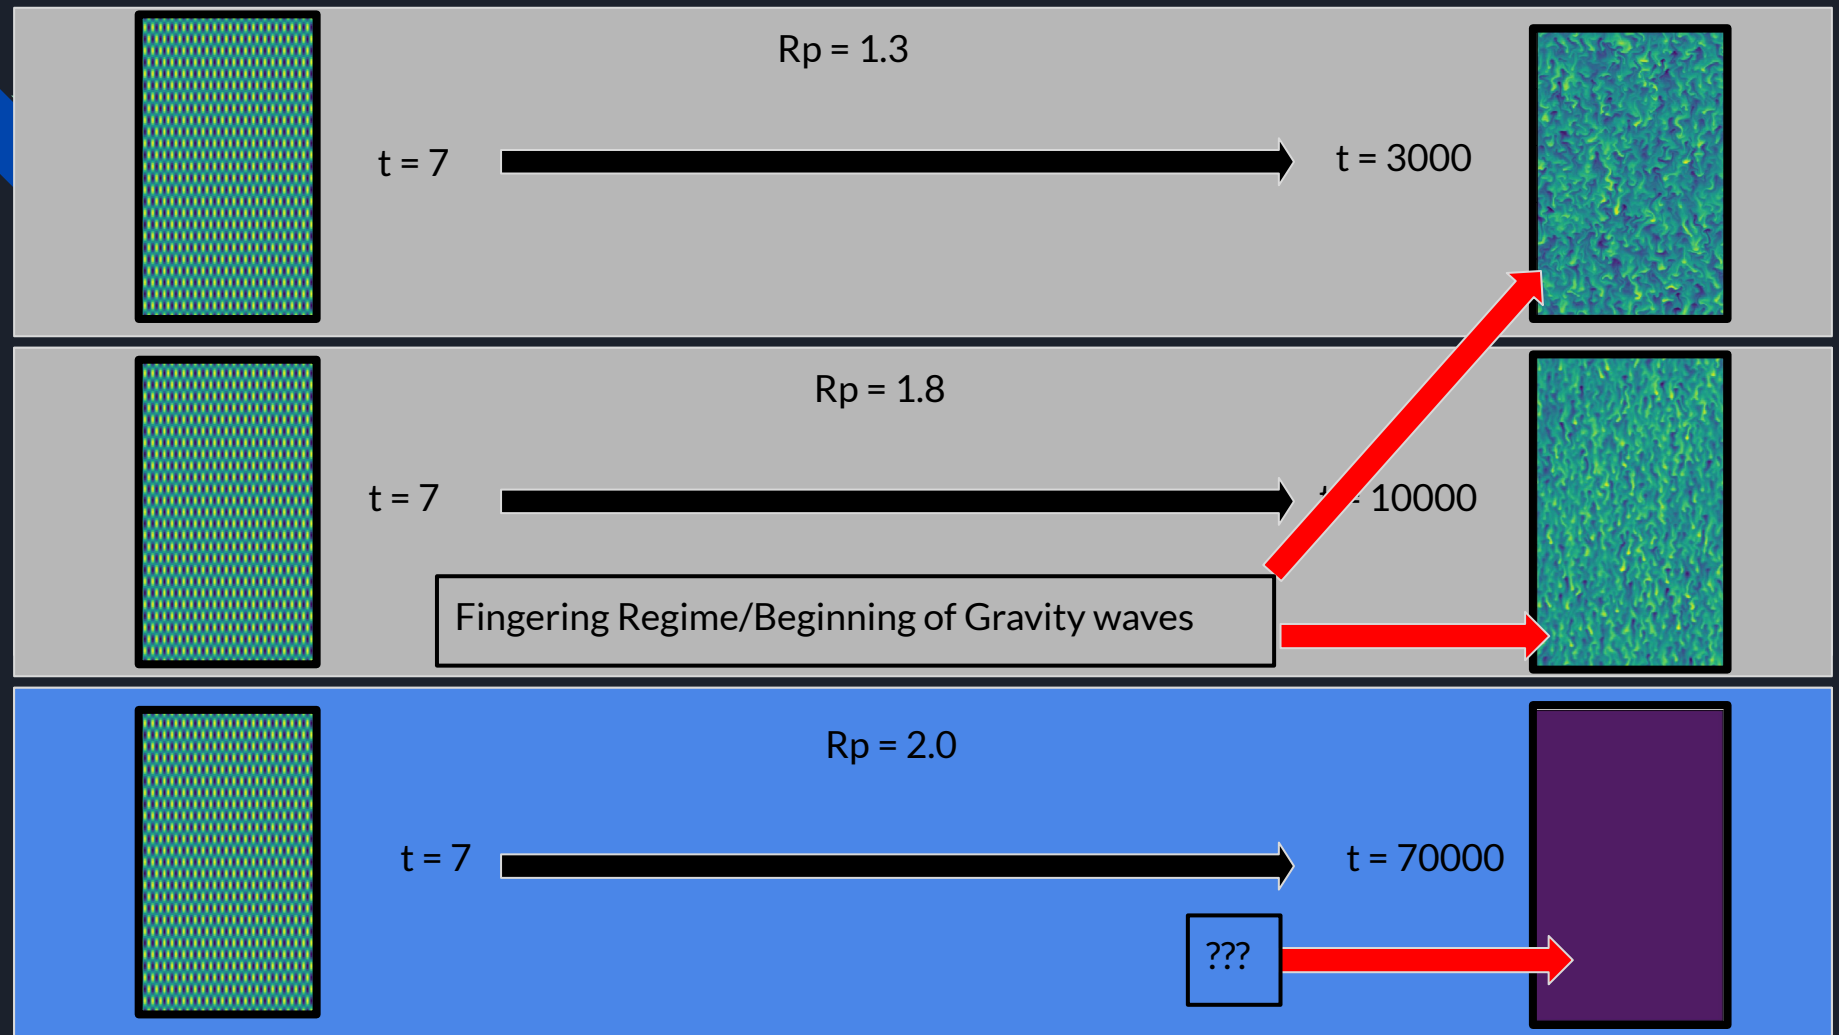 Rp = 1.3
t = 7
t = 3000
Rp = 1.8
t = 7
10000
Fingering Regime/Beginning of Gravity waves
Rp = 2.0
t = 7
t = 70000
???